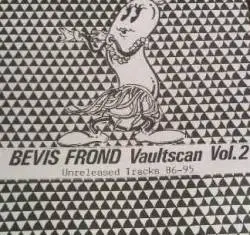 BEVIS FROND Vaultscan Vol.2
Unreleased Tracks 86-95